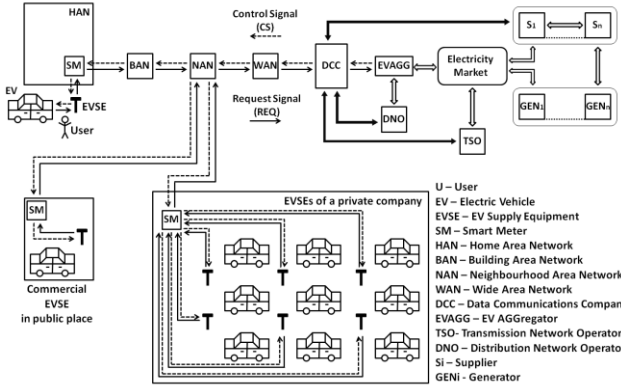 HAN
Control Signal
(CS)
S1
Sn
SM
BAN
NAN
WAN
DCC
EVAGG
Electricity
Market
EV
EVSE
User
Request Signal
(REQ)
DNO
TSO
GEN1
GENn
SM
Commercial
EVSE
in public place
EVSEs of a private company
SM
U – User
EV – Electric Vehicle
EVSE – EV Supply Equipment
SM – Smart Meter
HAN – Home Area Network
BAN – Building Area Network
NAN – Neighbourhood Area Network
WAN – Wide Area Network
DCC – Data Communications Compan
EVAGG – EV AGGregator
TSO- Transmission Network Operator
DNO – Distribution Network Operator
Si – Supplier
GENi - Generator